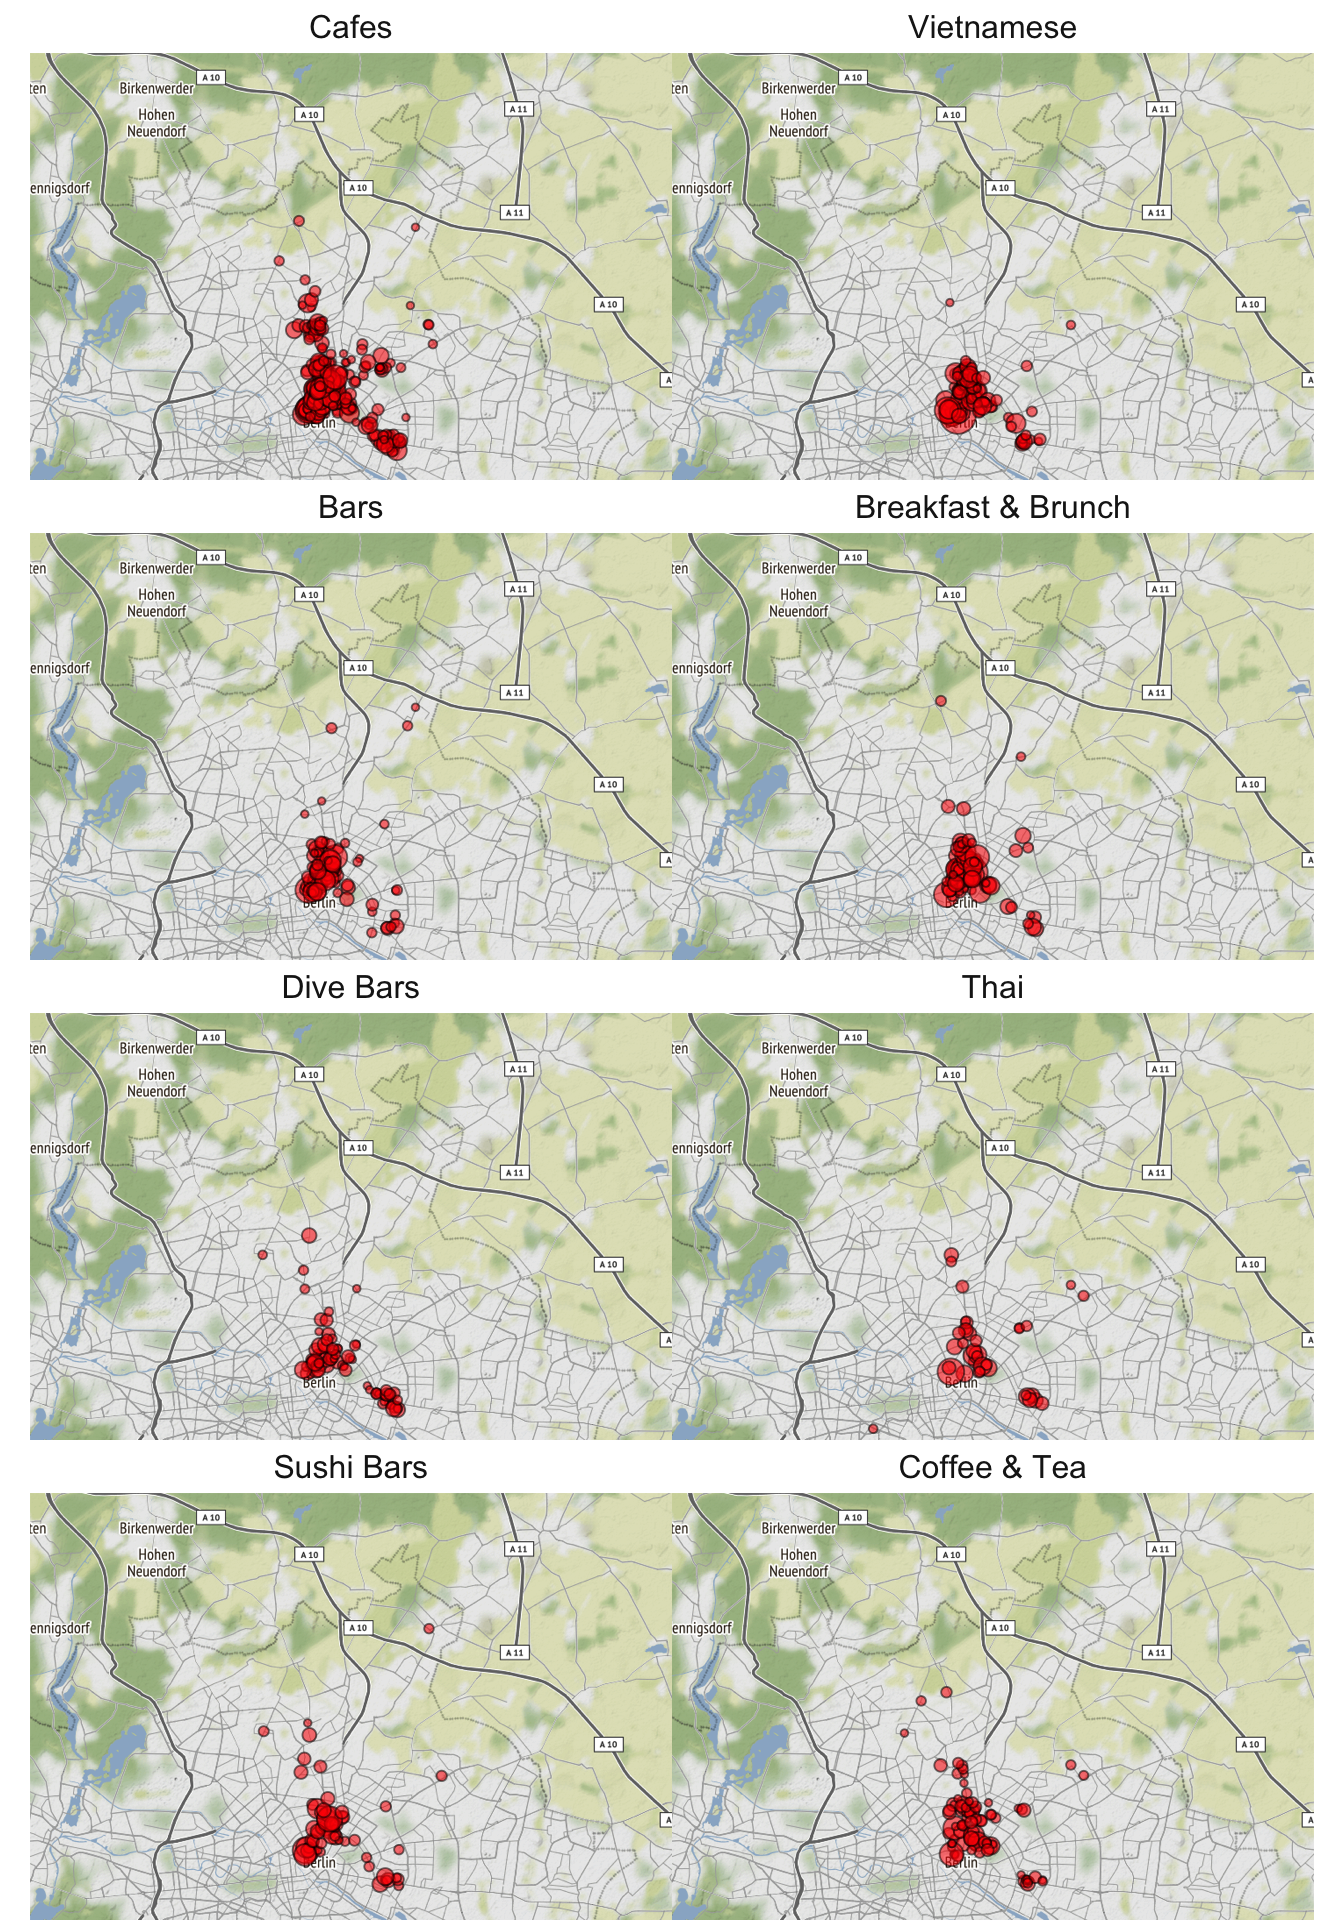 Cafes
Vietnamese
A 10
A 11
ten
Birkenwerder
A 10
Hohen
Neuendorf
A 10
ennigsdorf
A 11
A 10
A
Berlin
A 10
A 11
ten
Birkenwerder
A 10
Hohen
Neuendorf
A 10
ennigsdorf
A 11
A 10
A
Berlin
Bars
Breakfast & Brunch
A 10
A 11
ten
Birkenwerder
A 10
Hohen
Neuendorf
A 10
ennigsdorf
A 11
A 10
A
Berlin
A 10
A 11
ten
Birkenwerder
A 10
Hohen
Neuendorf
A 10
ennigsdorf
A 11
A 10
A
Berlin
Dive Bars
Thai
A 10
A 11
ten
Birkenwerder
A 10
Hohen
Neuendorf
A 10
ennigsdorf
A 11
A 10
A
Berlin
A 10
A 11
ten
Birkenwerder
A 10
Hohen
Neuendorf
A 10
ennigsdorf
A 11
A 10
A
Berlin
Sushi Bars
Coffee & Tea
A 10
A 11
ten
Birkenwerder
A 10
Hohen
Neuendorf
A 10
ennigsdorf
A 11
A 10
A
Berlin
A 10
A 11
ten
Birkenwerder
A 10
Hohen
Neuendorf
A 10
ennigsdorf
A 11
A 10
A
Berlin